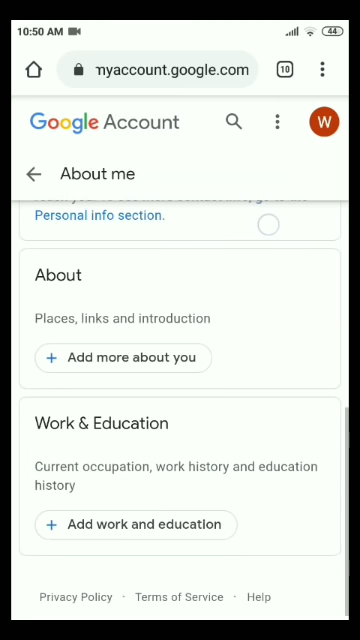 10:50 AM
44
myaccount.google.com
10
Google Account
W
About me
Personal info section.
About
Places, links and introduction
+ Add more about you
Work & Education
Current occupation, work history and education
history
+ Add work and education
Privacy Policy · Terms of Service · Help